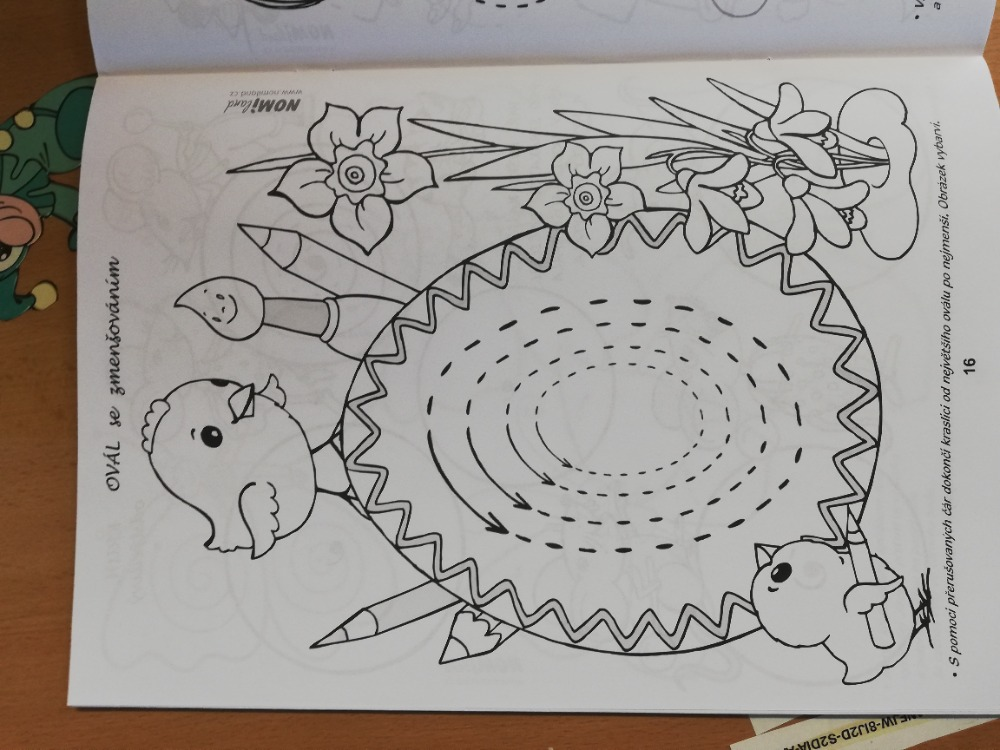 OVÁL se zmenšováním
NOMiland
www.nomiland.cz
• S pomocí přerušovaných čar dokonči kraslici od největšího oválu po nejmenší. Obrázek vybarvi.
16